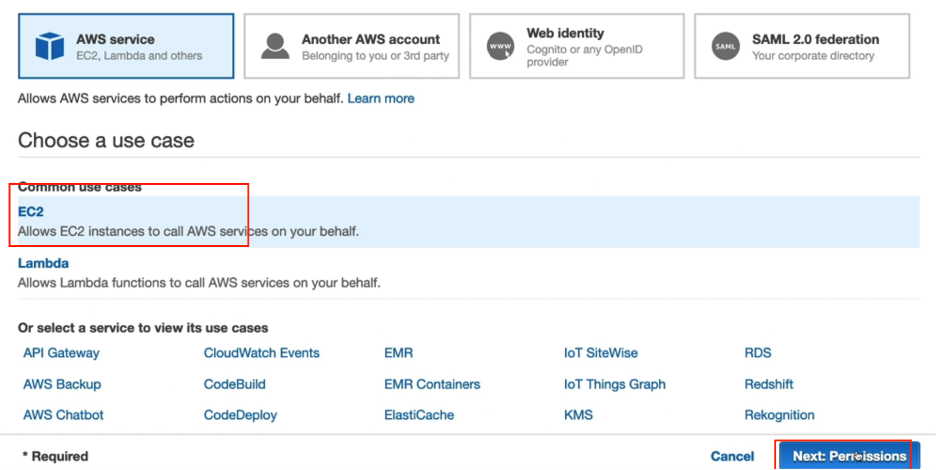 AWS service
EC2, Lambda and others
Another AWS account
Belonging to you or 3rd party
www
Web identity
Cognito or any OpenID
provider
SAML
SAML 2.0 federation
Your corporate directory
Allows AWS services to perform actions on your behalf. Learn more
Choose a use case
Common use cases
EC2
Allows EC2 instances to call AWS services on your behalf.
Lambda
Allows Lambda functions to call AWS services on your behalf.
Or select a service to view its use cases
API Gateway CloudWatch Events EMR IoT SiteWise RDS
AWS Backup CodeBuild EMR Containers IoT Things Graph Redshift
AWS Chatbot CodeDeploy ElastiCache KMS Rekognition
* Required Cancel Next: Permissions